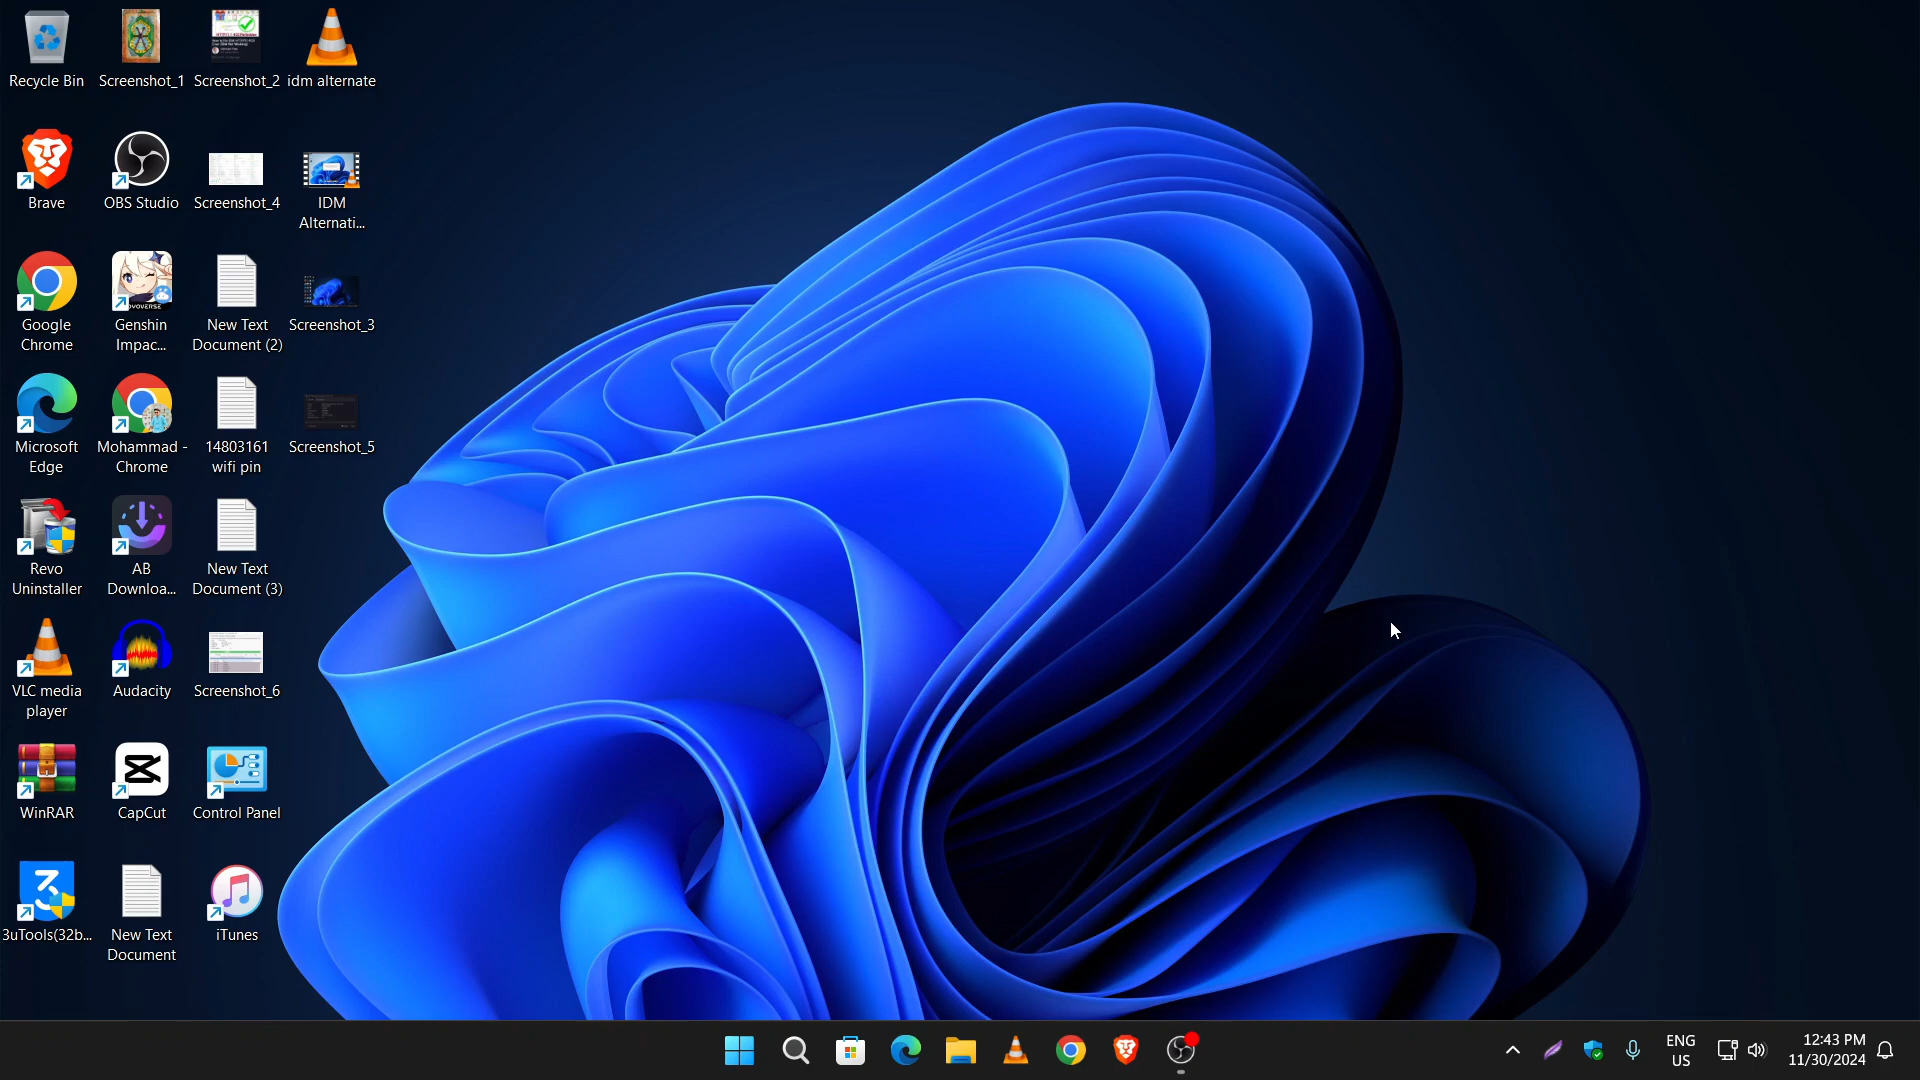 Recycle Bin
Screenshot_1
Screenshot_2
idm alternate
Brave
OBS Studio
Screenshot_4
IDM
Alternati...
Google
Chrome
Genshin
Impac...
New Text
Document (2)
Screenshot_3
Microsoft
Edge
Mohammad -
Chrome
14803161
wifi pin
Screenshot_5
Revo
Uninstaller
AB
Downloa...
New Text
Document (3)
VLC media
player
Audacity
Screenshot_6
WinRAR
CapCut
Control Panel
3uTools(32b...
New Text
Document
iTunes
ENG
US
12:43 PM
11/30/2024